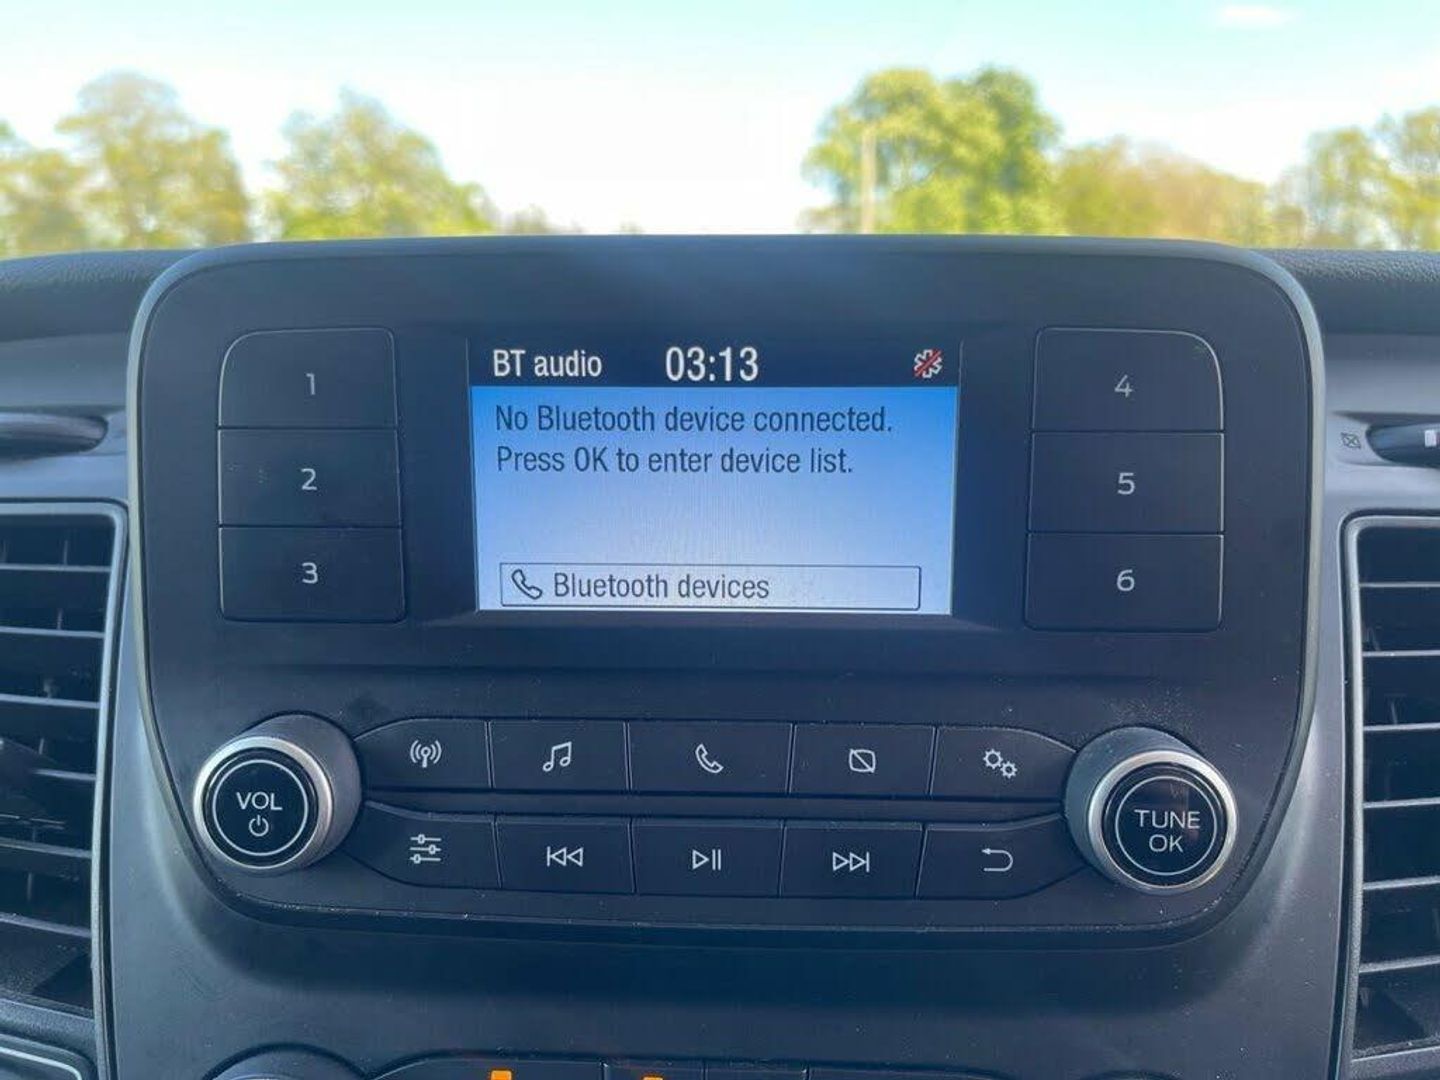 BT audio 03:13
No Bluetooth device connected.
Press OK to enter device list.
Bluetooth devices
1
2
3
4
5
6
VOL
TUNE
OK